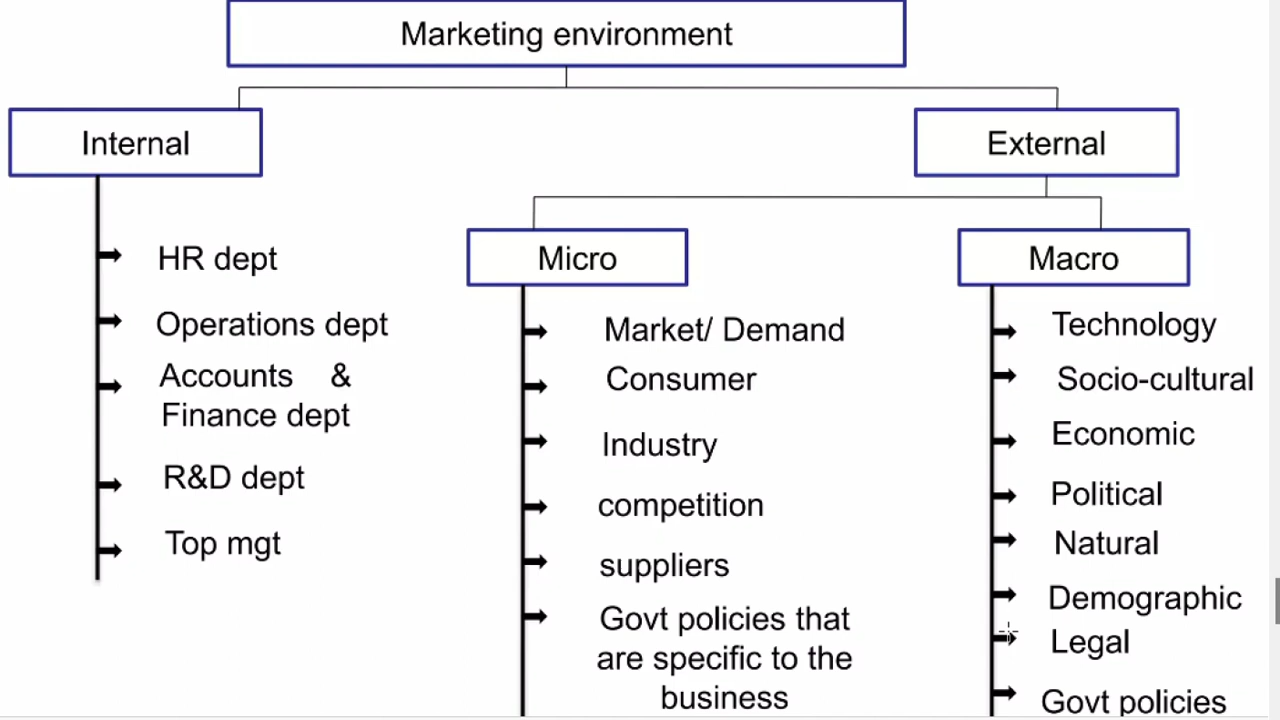 Marketing environment
Internal
External
HR dept
Operations dept
Accounts &
Finance dept
R&D dept
Top mgt
Micro
Market/ Demand
Consumer
Industry
competition
suppliers
Govt policies that
are specific to the
business
Macro
Technology
Socio-cultural
Economic
Political
Natural
Demographic
Legal
Govt policies